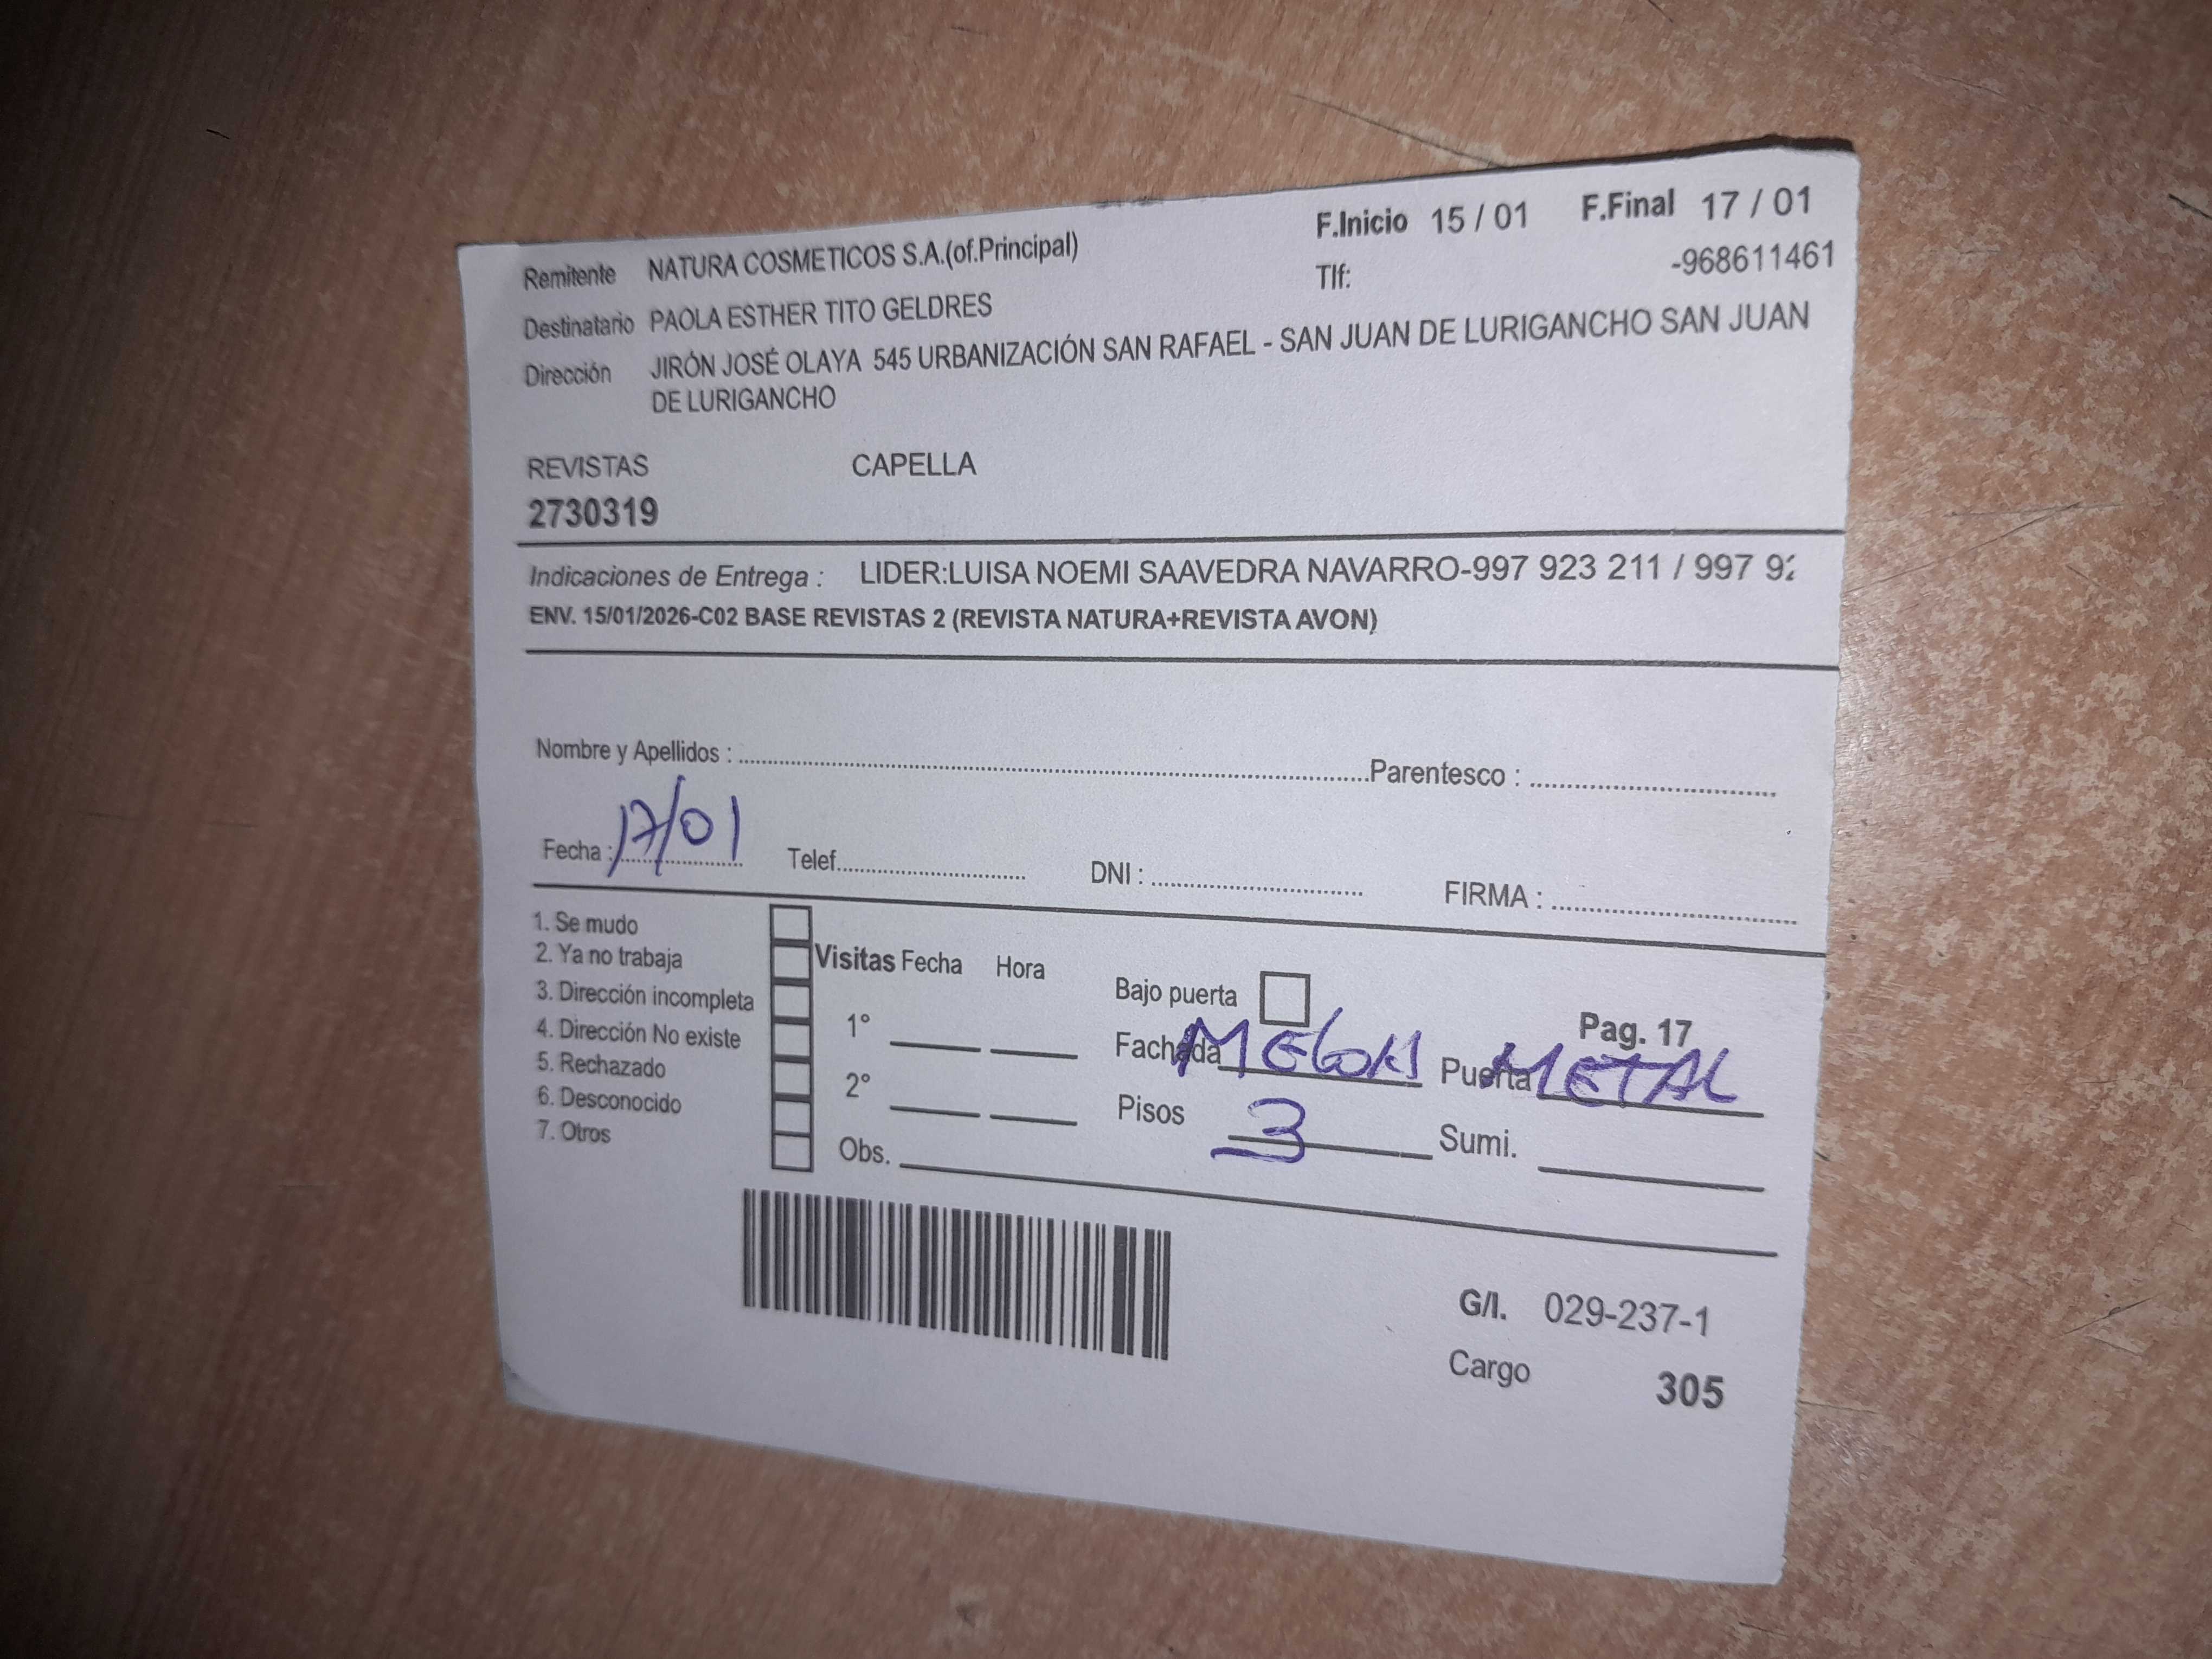 F.Inicio 15 / 01 F.Final 17 / 01
Remitente NATURA COSMETICOS S.A.(of.Principal) Tlf: -968611461
Destinatario PAOLA ESTHER TITO GELDRES
Dirección JIRÓN JOSÉ OLAYA 545 URBANIZACIÓN SAN RAFAEL - SAN JUAN DE LURIGANCHO SAN JUAN
DE LURIGANCHO
REVISTAS CAPELLA
2730319
Indicaciones de Entrega : LIDER:LUISA NOEMI SAAVEDRA NAVARRO-997 923 211 / 997 92
ENV. 15/01/2026-C02 BASE REVISTAS 2 (REVISTA NATURA+REVISTA AVON)
Nombre y Apellidos : Parentesco :
Fecha : 17/01 Telef. DNI : FIRMA :
1. Se mudo
2. Ya no trabaja
3. Dirección incompleta
4. Dirección No existe
5. Rechazado
6. Desconocido
7. Otros
Visitas Fecha Hora
1°
2°
Obs.
Bajo puerta
Pag. 17
Fachada Puerta METAL
Pisos 3 Sumi.
G/I. 029-237-1
Cargo 305